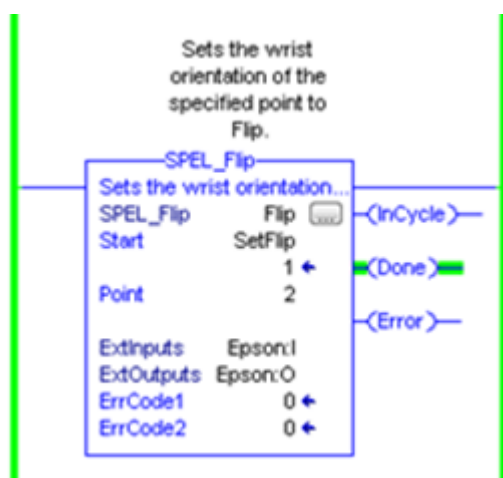 Sets the wrist
orientation of the
specified point to
Flip.
SPEL_Flip
Sets the wrist orientation...
SPEL_Flip Flip ...
(InCycle)
Start SetFlip
1
(Done)
Point 2
(Error)
ExtInputs Epson:I
ExtOutputs Epson:O
ErrCode1 0
ErrCode2 0